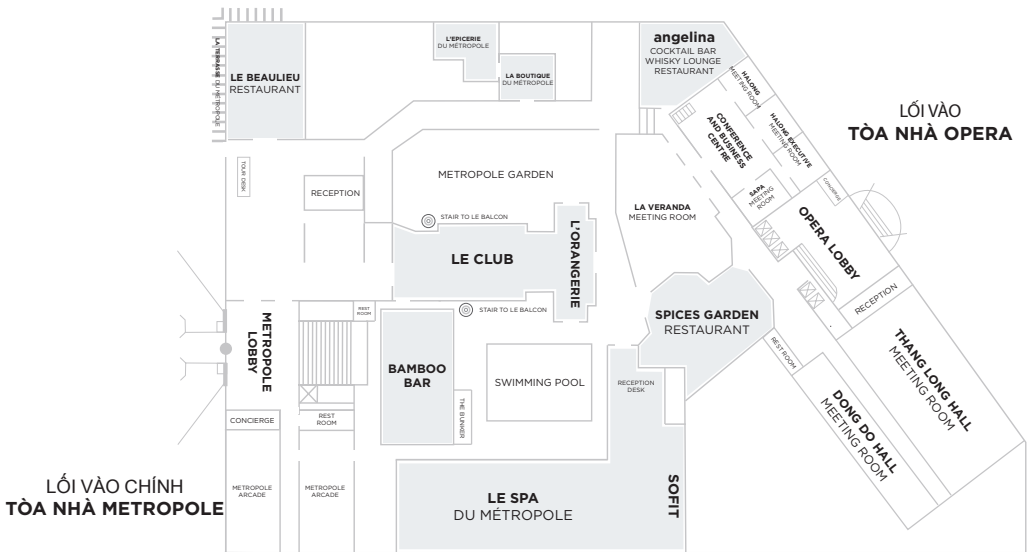 LA TERRASSE DU MÉTROPOLE
LE BEAULIEU
RESTAURANT
L'EPICERIE
DU MÉTROPOLE
LA BOUTIQUE
DU MÉTROPOLE
angelina
COCKTAIL BAR
WHISKY LOUNGE
RESTAURANT
HALONG
MEETING ROOM
HALONG EXECUTIVE
MEETING ROOM
CONFERENCE
AND BUSINESS
CENTRE
SAPA
MEETING
ROOM
CONCIERGE
LỐI VÀO
TÒA NHÀ OPERA
TOUR DESK
RECEPTION
METROPOLE GARDEN
STAIR TO LE BALCON
LE CLUB
L'ORANGERIE
LA VERANDA
MEETING ROOM
OPERA LOBBY
RECEPTION
STAIR TO LE BALCON
SPICES GARDEN
RESTAURANT
METROPOLE
LOBBY
REST
ROOM
BAMBOO
BAR
THE BUNKER
SWIMMING POOL
RECEPTION
DESK
REST ROOM
THANG LONG HALL
MEETING ROOM
DONG DO HALL
MEETING ROOM
CONCIERGE
REST
ROOM
METROPOLE
ARCADE
METROPOLE
ARCADE
LỐI VÀO CHÍNH
TÒA NHÀ METROPOLE
LE SPA
DU MÉTROPOLE
SOFIT